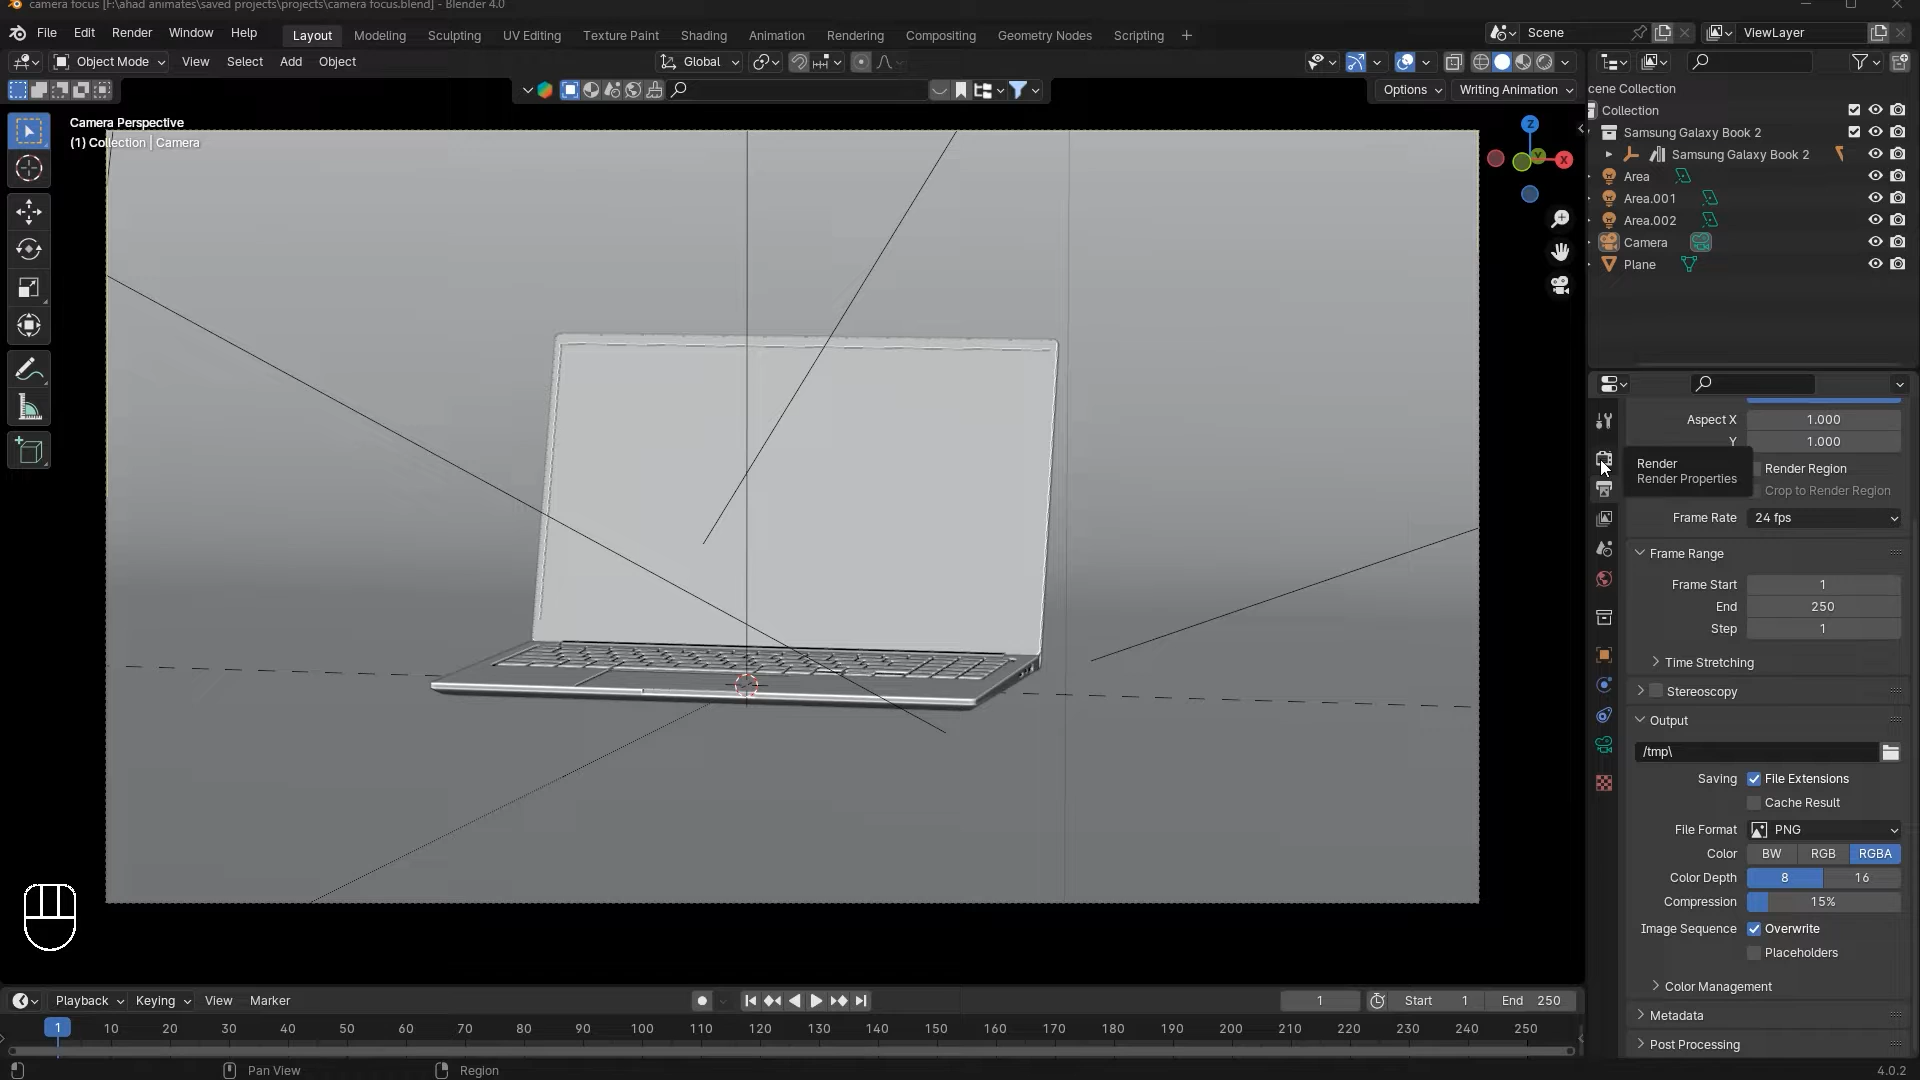 camera focus [F:\ahad animates\saved projects\projects\camera focus.blend] - Blender 4.0
File Edit Render Window Help Layout Modeling Sculpting UV Editing Texture Paint Shading Animation Rendering Compositing Geometry Nodes Scripting + Scene ViewLayer
Object Mode View Select Add Object Global
Options Writing Animation
Camera Perspective
(1) Collection | Camera
Z
Y
X
cene Collection
Collection
Samsung Galaxy Book 2
Samsung Galaxy Book 2
Area
Area.001
Area.002
Camera
Plane
Aspect X 1.000
Y 1.000
Render
Render Properties
Render Region
Crop to Render Region
Frame Rate 24 fps
Frame Range
Frame Start 1
End 250
Step 1
Time Stretching
Stereoscopy
Output
/tmp\
Saving File Extensions
Cache Result
File Format PNG
Color BW RGB RGBA
Color Depth 8 16
Compression 15%
Image Sequence Overwrite
Placeholders
Color Management
Metadata
Post Processing
Playback Keying View Marker 1 Start 1 End 250
1 10 20 30 40 50 60 70 80 90 100 110 120 130 140 150 160 170 180 190 200 210 220 230 240 250
Pan View Region 4.0.2